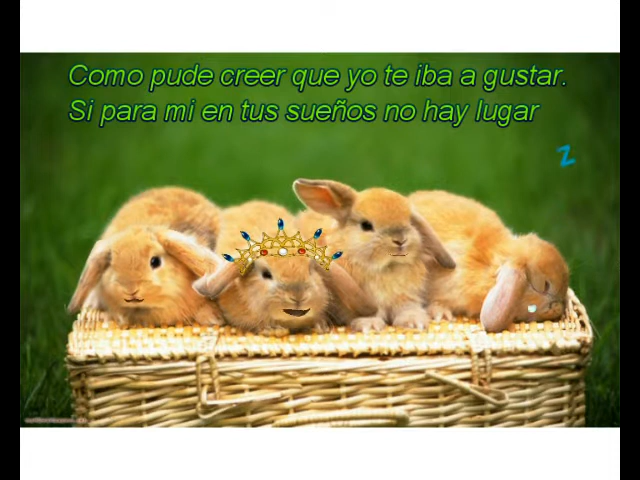 Como pude creer que yo te iba a gustar.
Si para mi en tus sueños no hay lugar
Z